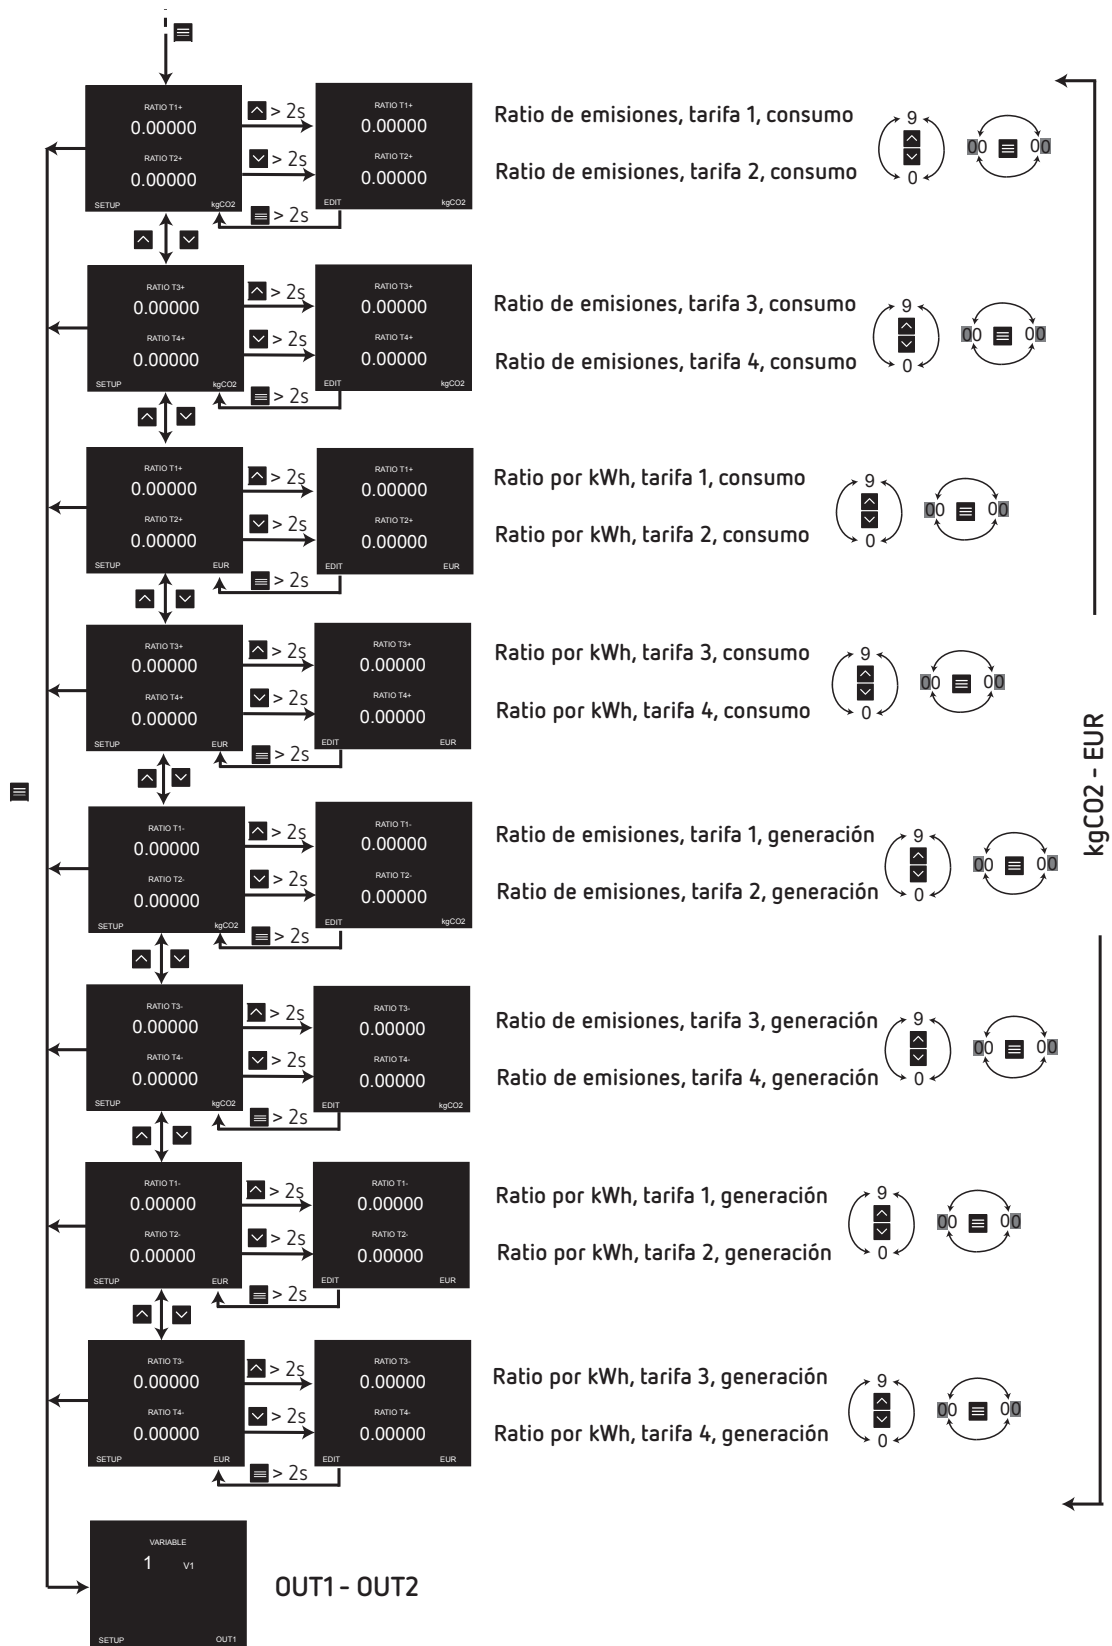 RATIO T1+
0.00000
RATIO T2+
0.00000
SETUP kgCO2
> 2s
> 2s
> 2s
RATIO T1+
0.00000
RATIO T2+
0.00000
EDIT kgCO2
Ratio de emisiones, tarifa 1, consumo
Ratio de emisiones, tarifa 2, consumo
9
0
00 00
RATIO T3+
0.00000
RATIO T4+
0.00000
SETUP kgCO2
> 2s
> 2s
> 2s
RATIO T3+
0.00000
RATIO T4+
0.00000
EDIT kgCO2
Ratio de emisiones, tarifa 3, consumo
Ratio de emisiones, tarifa 4, consumo
9
0
00 00
RATIO T1+
0.00000
RATIO T2+
0.00000
SETUP EUR
> 2s
> 2s
> 2s
RATIO T1+
0.00000
RATIO T2+
0.00000
EDIT EUR
Ratio por kWh, tarifa 1, consumo
Ratio por kWh, tarifa 2, consumo
9
0
00 00
RATIO T3+
0.00000
RATIO T4+
0.00000
SETUP EUR
> 2s
> 2s
> 2s
RATIO T3+
0.00000
RATIO T4+
0.00000
EDIT EUR
Ratio por kWh, tarifa 3, consumo
Ratio por kWh, tarifa 4, consumo
9
0
00 00
kgCO2 - EUR
RATIO T1-
0.00000
RATIO T2-
0.00000
SETUP kgCO2
> 2s
> 2s
> 2s
RATIO T1-
0.00000
RATIO T2-
0.00000
EDIT kgCO2
Ratio de emisiones, tarifa 1, generación
Ratio de emisiones, tarifa 2, generación
9
0
00 00
RATIO T3-
0.00000
RATIO T4-
0.00000
SETUP kgCO2
> 2s
> 2s
> 2s
RATIO T3-
0.00000
RATIO T4-
0.00000
EDIT kgCO2
Ratio de emisiones, tarifa 3, generación
Ratio de emisiones, tarifa 4, generación
9
0
00 00
RATIO T1-
0.00000
RATIO T2-
0.00000
SETUP EUR
> 2s
> 2s
> 2s
RATIO T1-
0.00000
RATIO T2-
0.00000
EDIT EUR
Ratio por kWh, tarifa 1, generación
Ratio por kWh, tarifa 2, generación
9
0
00 00
RATIO T3-
0.00000
RATIO T4-
0.00000
SETUP EUR
> 2s
> 2s
> 2s
RATIO T3-
0.00000
RATIO T4-
0.00000
EDIT EUR
Ratio por kWh, tarifa 3, generación
Ratio por kWh, tarifa 4, generación
9
0
00 00
VARIABLE
1 V1
SETUP OUT1
OUT1 - OUT2